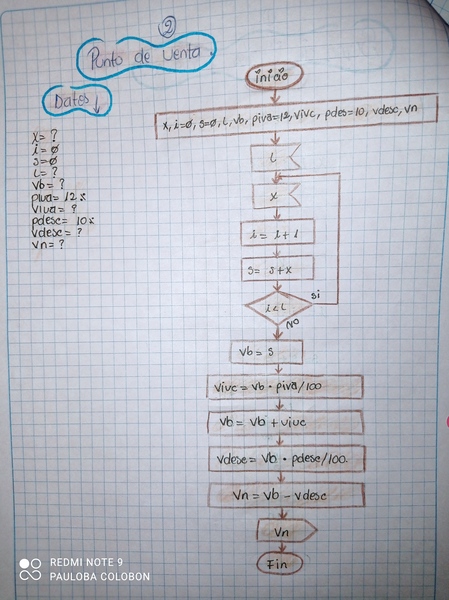 ②
Punto de venta.
Datos ↓
x = ?
i = ø
s = ø
L = ?
vb = ?
piva = 12%
viva = ?
pdesc = 10%
vdesc = ?
vn = ?
inicio
x, i=ø, s=ø, L, vb, piva=12, vivc, pdes=10, vdesc, vn
L
x
i = i + 1
s = s + x
i < L
Si
No
vb = s
vivc = vb · piva/100
vb = vb + vivc
vdesc = vb · pdesc/100.
vn = vb - vdesc
vn
Fin
REDMI NOTE 9
PAULOBA COLOBON